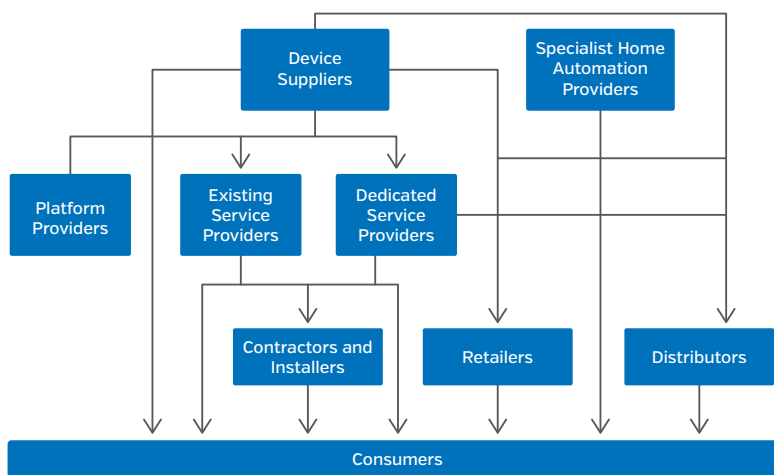 Device
Suppliers
Specialist Home
Automation
Providers
Platform
Providers
Existing
Service
Providers
Dedicated
Service
Providers
Contractors and
Installers
Retailers
Distributors
Consumers